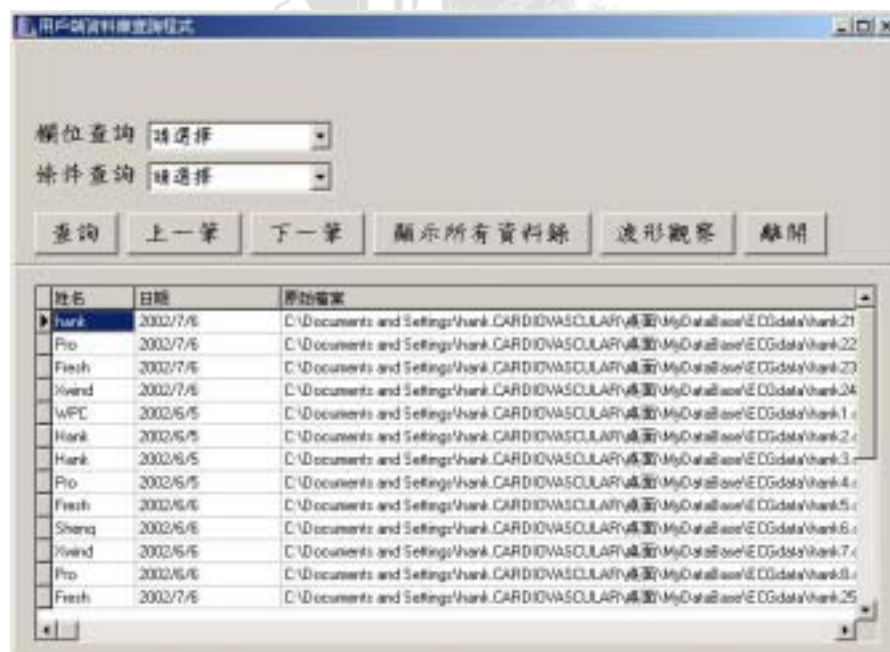 用戶端資料庫查詢程式
欄位查詢 請選擇
條件查詢 請選擇
查詢 上一筆 下一筆 顯示所有資料錄 波形觀察 離開
姓名 日期 原始檔案
hank 2002/7/6 C:\Documents and Settings\hank.CARDIOVASCULAR\桌面\MyDataBase\ECGdata\hank21
Pro 2002/7/6 C:\Documents and Settings\hank.CARDIOVASCULAR\桌面\MyDataBase\ECGdata\hank22
Fresh 2002/7/6 C:\Documents and Settings\hank.CARDIOVASCULAR\桌面\MyDataBase\ECGdata\hank23
Xwind 2002/7/6 C:\Documents and Settings\hank.CARDIOVASCULAR\桌面\MyDataBase\ECGdata\hank24
WPC 2002/6/5 C:\Documents and Settings\hank.CARDIOVASCULAR\桌面\MyDataBase\ECGdata\hank1.
Hank 2002/6/5 C:\Documents and Settings\hank.CARDIOVASCULAR\桌面\MyDataBase\ECGdata\hank2.
Hank 2002/6/5 C:\Documents and Settings\hank.CARDIOVASCULAR\桌面\MyDataBase\ECGdata\hank3.
Pro 2002/6/5 C:\Documents and Settings\hank.CARDIOVASCULAR\桌面\MyDataBase\ECGdata\hank4.
Fresh 2002/6/6 C:\Documents and Settings\hank.CARDIOVASCULAR\桌面\MyDataBase\ECGdata\hank5.
Sheng 2002/6/6 C:\Documents and Settings\hank.CARDIOVASCULAR\桌面\MyDataBase\ECGdata\hank6.
Xwind 2002/6/6 C:\Documents and Settings\hank.CARDIOVASCULAR\桌面\MyDataBase\ECGdata\hank7.
Pro 2002/6/6 C:\Documents and Settings\hank.CARDIOVASCULAR\桌面\MyDataBase\ECGdata\hank8.
Fresh 2002/7/6 C:\Documents and Settings\hank.CARDIOVASCULAR\桌面\MyDataBase\ECGdata\hank25